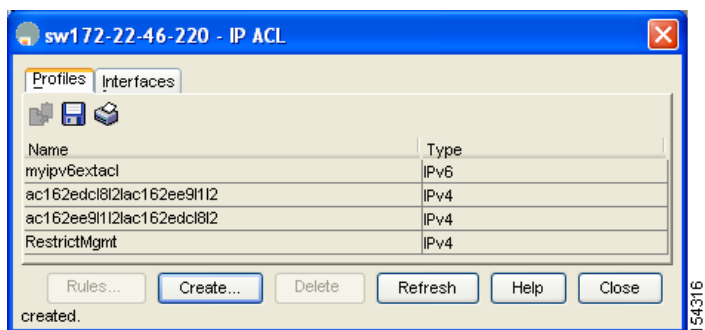 sw172-22-46-220 - IP ACL
Profiles Interfaces
Name Type
myipv6extacl IPv6
ac162edcl8l2lac162ee9l1l2 IPv4
ac162ee9l1l2lac162edcl8l2 IPv4
RestrictMgmt IPv4
Rules... Create... Delete Refresh Help Close
created.
154316